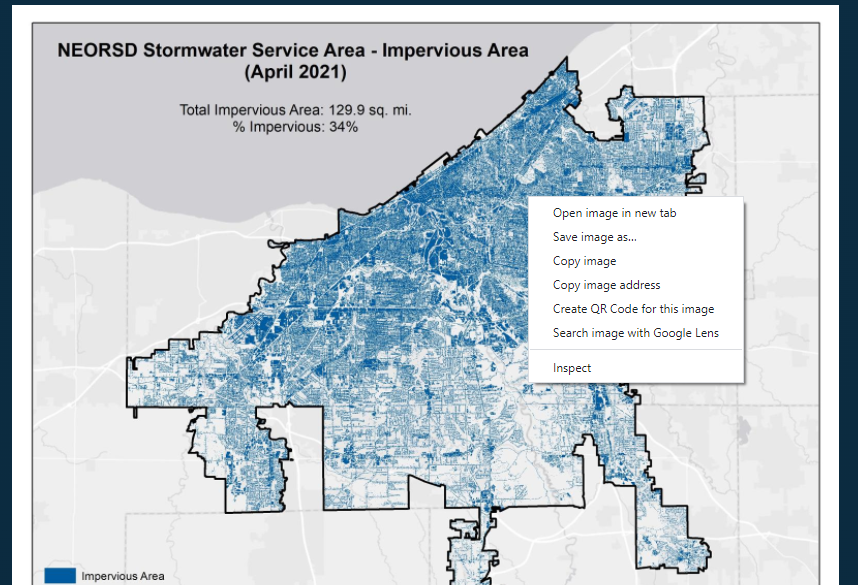 NEORSD Stormwater Service Area - Impervious Area
(April 2021)
Total Impervious Area: 129.9 sq. mi.
% Impervious: 34%
Open image in new tab
Save image as...
Copy image
Copy image address
Create QR Code for this image
Search image with Google Lens
Inspect
Impervious Area